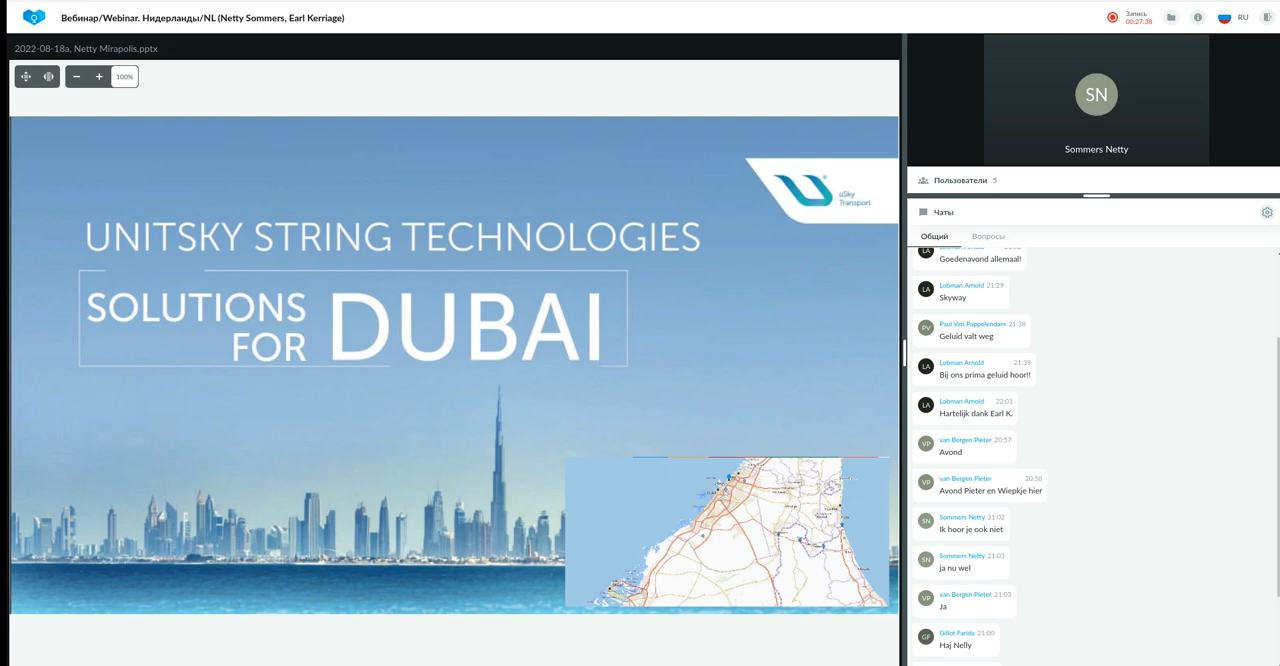 Вебинар/Webinar. Нидерланды/NL (Netty Sommers, Earl Kerriage)
Запись
00:27:38
RU
2022-08-18a, Netty Mirapolis.pptx
100%
UNITSKY STRING TECHNOLOGIES
SOLUTIONS
FOR DUBAI
uSky
Transport
SN
Sommers Netty
Пользователи 5
Чаты
Общий Вопросы
LA
Goedenavond allemaal!
LA Lobman Arnold 21:29
Skyway
PV Paul Van Pappelendam 21:38
Geluid valt weg
LA Lobman Arnold 21:39
Bij ons prima geluid hoor!!
LA Lobman Arnold 22:01
Hartelijk dank Earl K.
VP van Bergen Pieter 20:57
Avond
VP van Bergen Pieter 20:58
Avond Pieter en Wiepkje hier
SN Sommers Netty 21:02
Ik hoor je ook niet
SN Sommers Netty 21:03
ja nu wel
VP van Bergen Pieter 21:03
Ja
GF Gillot Farida 21:00
Haj Nelly